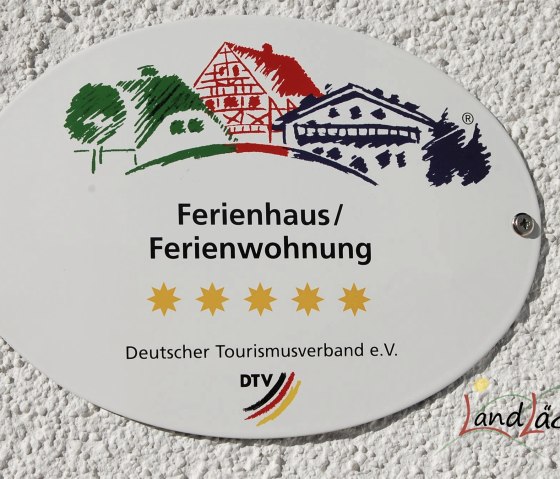 ®
Ferienhaus/
Ferienwohnung
Deutscher Tourismusverband e.V.
DTV